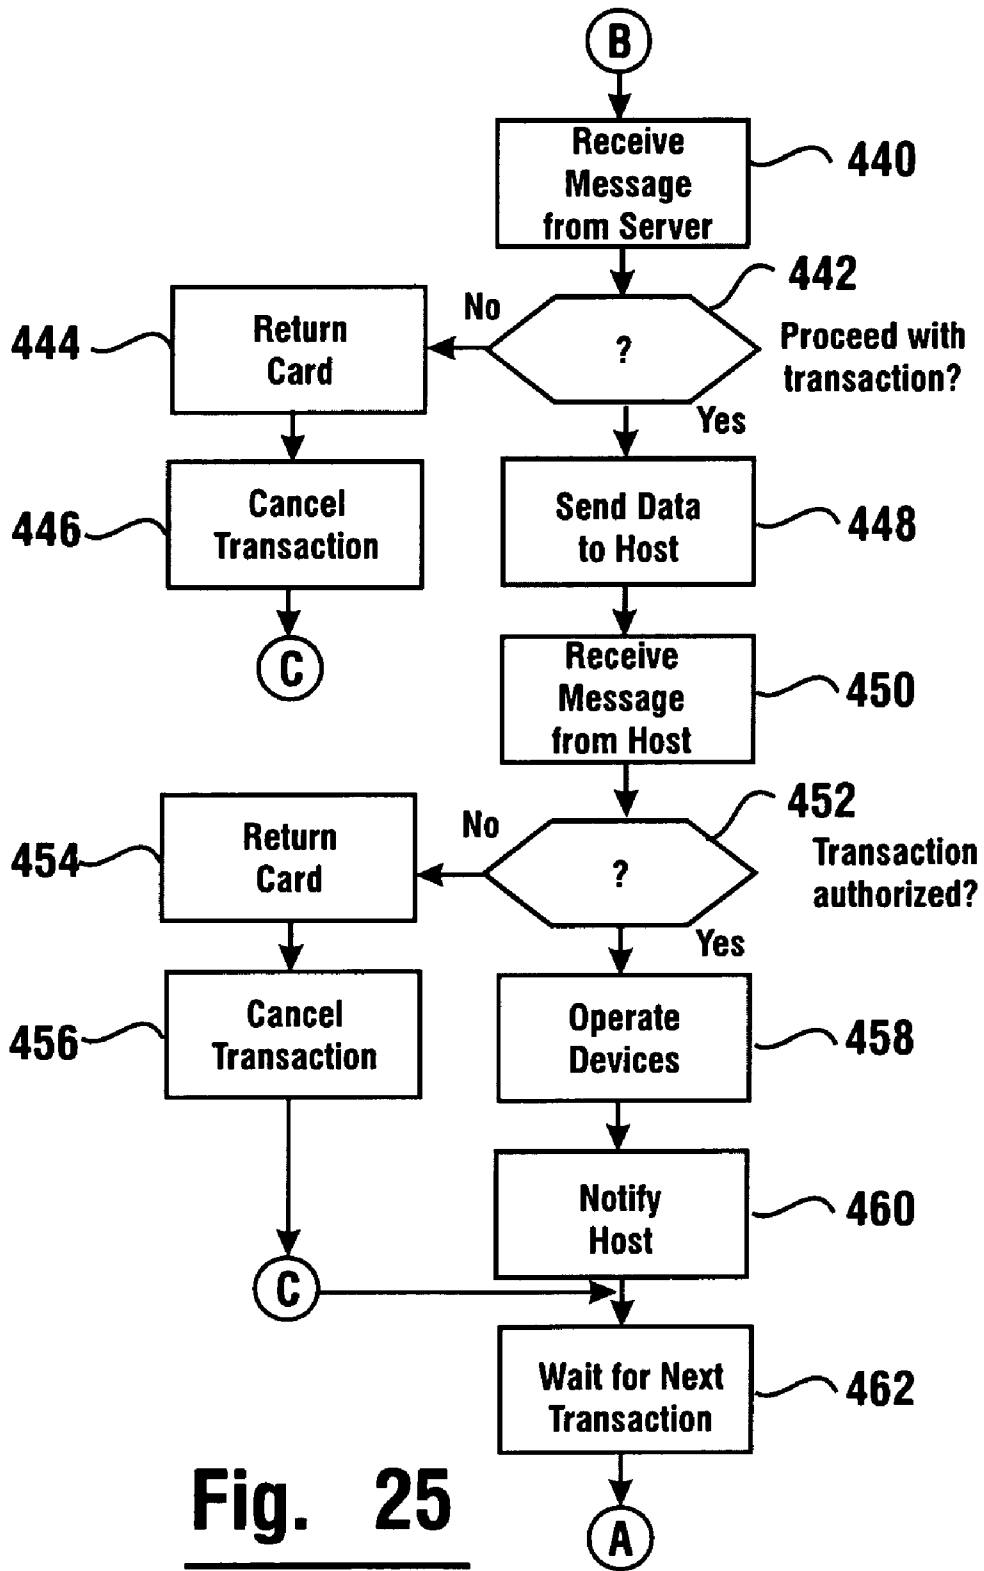 B
Receive
Message
from Server
440
442
No
?
Proceed with
transaction?
444
Return
Card
Yes
446
Cancel
Transaction
Send Data
to Host
448
C
Receive
Message
from Host
450
452
No
?
Transaction
authorized?
454
Return
Card
Yes
456
Cancel
Transaction
Operate
Devices
458
Notify
Host
460
C
Wait for Next
Transaction
462
Fig. 25
A